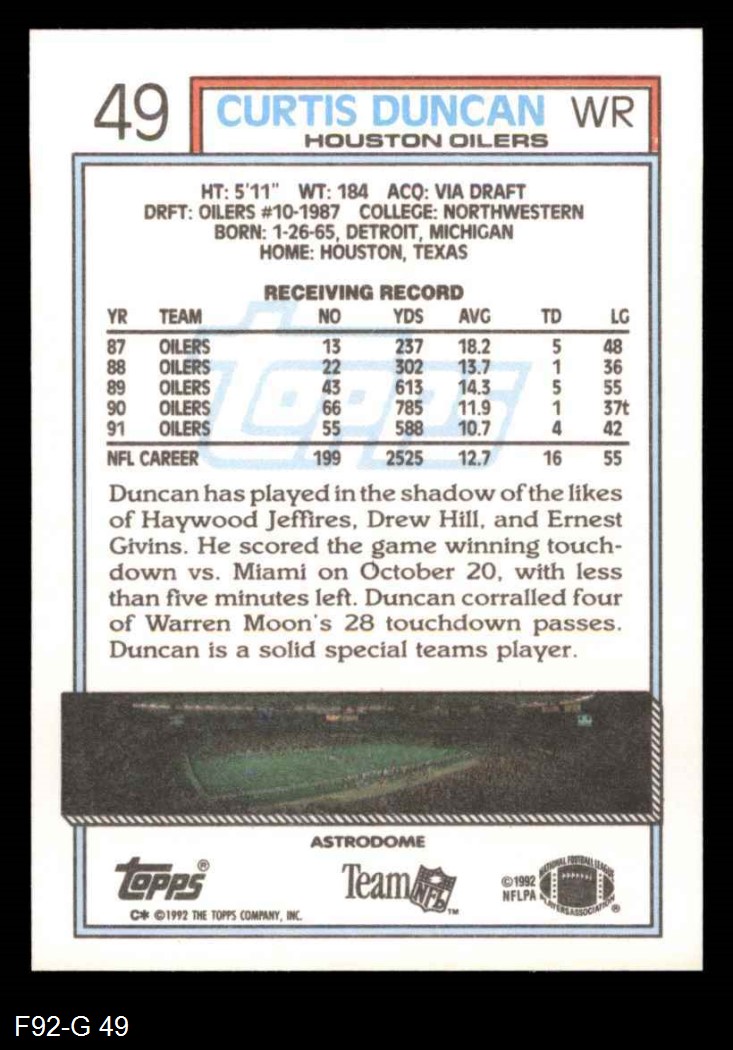 49 CURTIS DUNCAN WR
HOUSTON OILERS
HT: 5'11" WT: 184 ACQ: VIA DRAFT
DRFT: OILERS #10-1987 COLLEGE: NORTHWESTERN
BORN: 1-26-65, DETROIT, MICHIGAN
HOME: HOUSTON, TEXAS
RECEIVING RECORD
YR TEAM NO YDS AVG TD LG
87 OILERS 13 237 18.2 5 48
88 OILERS 22 302 13.7 1 36
89 OILERS 43 613 14.3 5 55
90 OILERS 66 785 11.9 1 37t
91 OILERS 55 588 10.7 4 42
NFL CAREER 199 2525 12.7 16 55
topps
Duncan has played in the shadow of the likes
of Haywood Jeffires, Drew Hill, and Ernest
Givins. He scored the game winning touch-
down vs. Miami on October 20, with less
than five minutes left. Duncan corralled four
of Warren Moon's 28 touchdown passes.
Duncan is a solid special teams player.
ASTRODOME
topps®
Team NFL™
©1992
NFLPA
NATIONAL FOOTBALL LEAGUE
PLAYERS ASSOCIATION®
C* ©1992 THE TOPPS COMPANY, INC.
F92-G 49